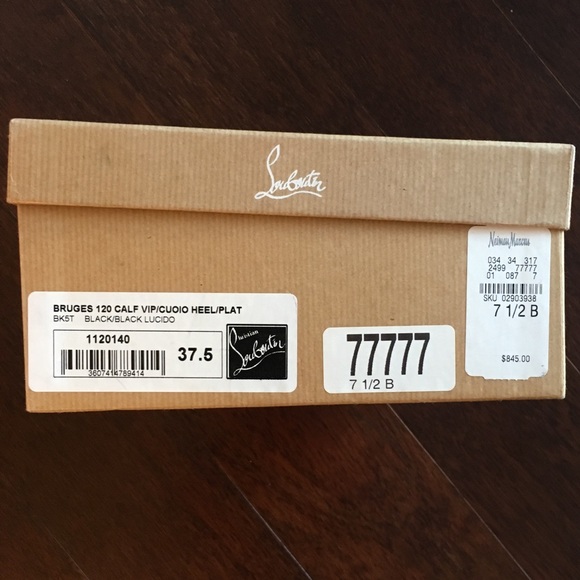 Louboutin
Neiman Marcus
034 34 317
2499 77777
01 087 7
SKU 02903938
7 1/2 B
$845.00
BRUGES 120 CALF VIP/CUOIO HEEL/PLAT
BK5T BLACK/BLACK LUCIDO
1120140
37.5
3607414789414
Christian
Louboutin
77777
7 1/2 B